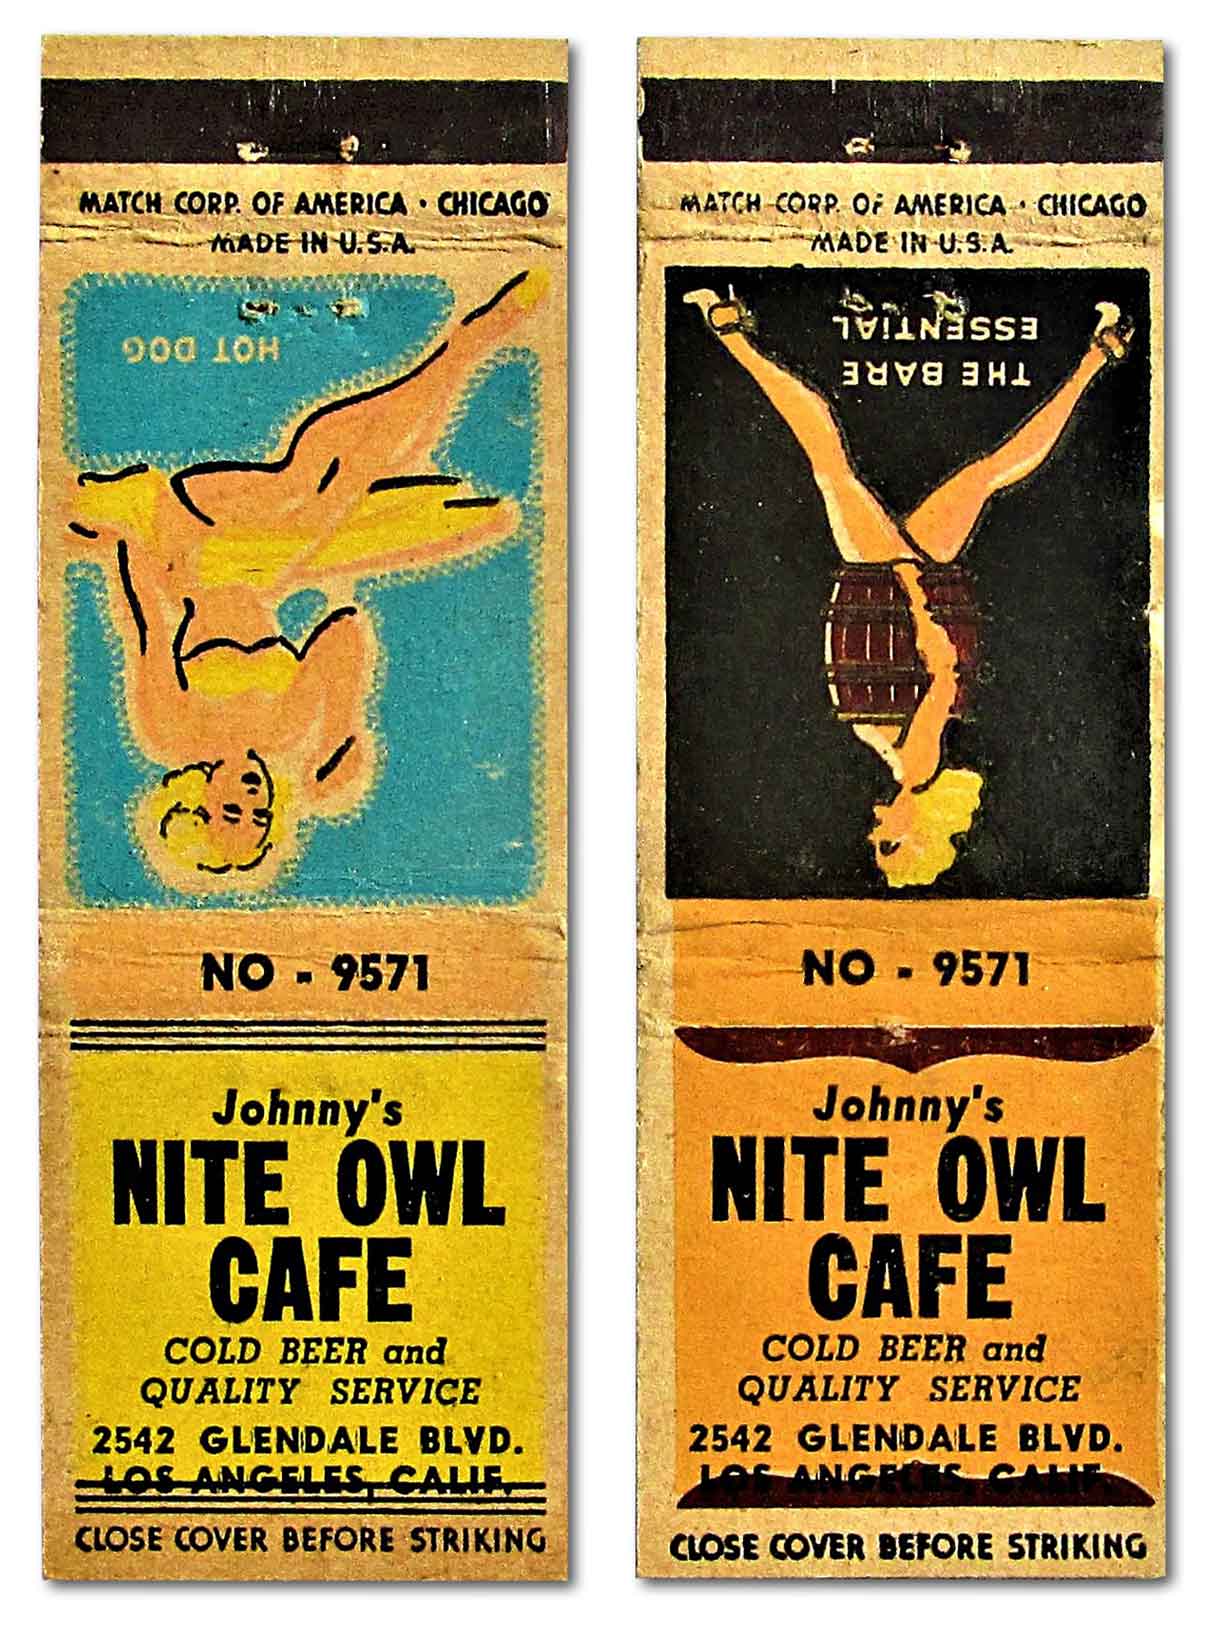 MATCH CORP. OF AMERICA · CHICAGO
MADE IN U.S.A.
HOT DOG
NO - 9571
Johnny's
NITE OWL
CAFE
COLD BEER and
QUALITY SERVICE
2542 GLENDALE BLVD.
LOS ANGELES, CALIF.
CLOSE COVER BEFORE STRIKING
MATCH CORP. OF AMERICA · CHICAGO
MADE IN U.S.A.
THE BARE
ESSENTIAL
NO - 9571
Johnny's
NITE OWL
CAFE
COLD BEER and
QUALITY SERVICE
2542 GLENDALE BLVD.
LOS ANGELES, CALIF.
CLOSE COVER BEFORE STRIKING